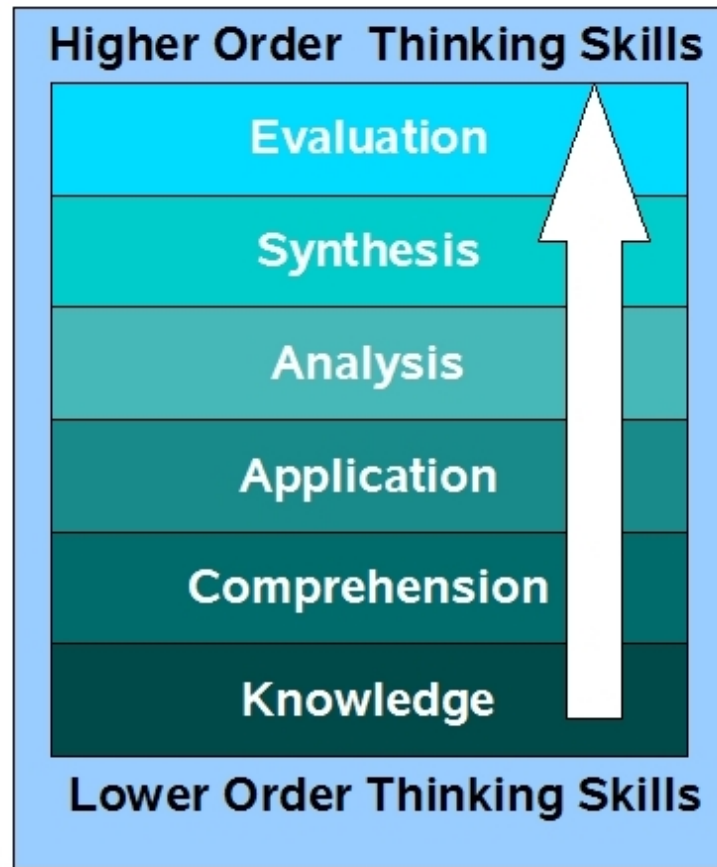 Higher Order Thinking Skills
Evaluation
Synthesis
Analysis
Application
Comprehension
Knowledge
Lower Order Thinking Skills